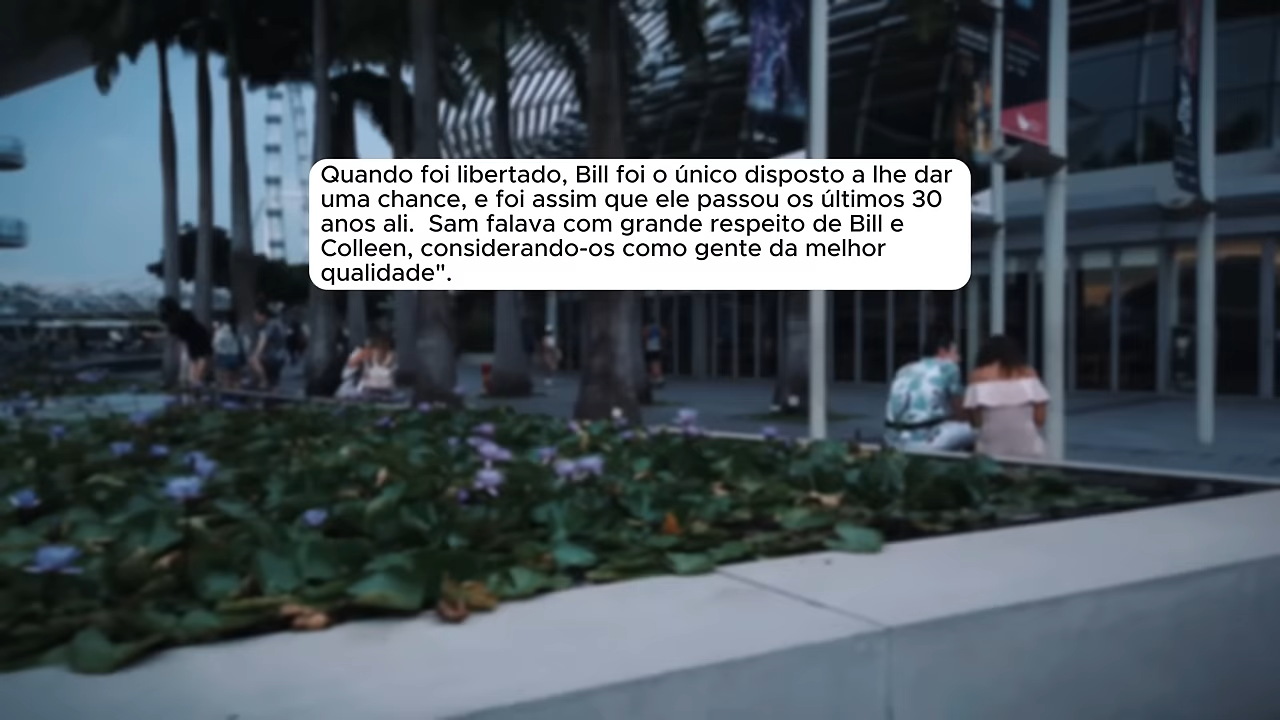 Quando foi libertado, Bill foi o único disposto a lhe dar
uma chance, e foi assim que ele passou os últimos 30
anos ali.  Sam falava com grande respeito de Bill e
Colleen, considerando-os como gente da melhor
qualidade".